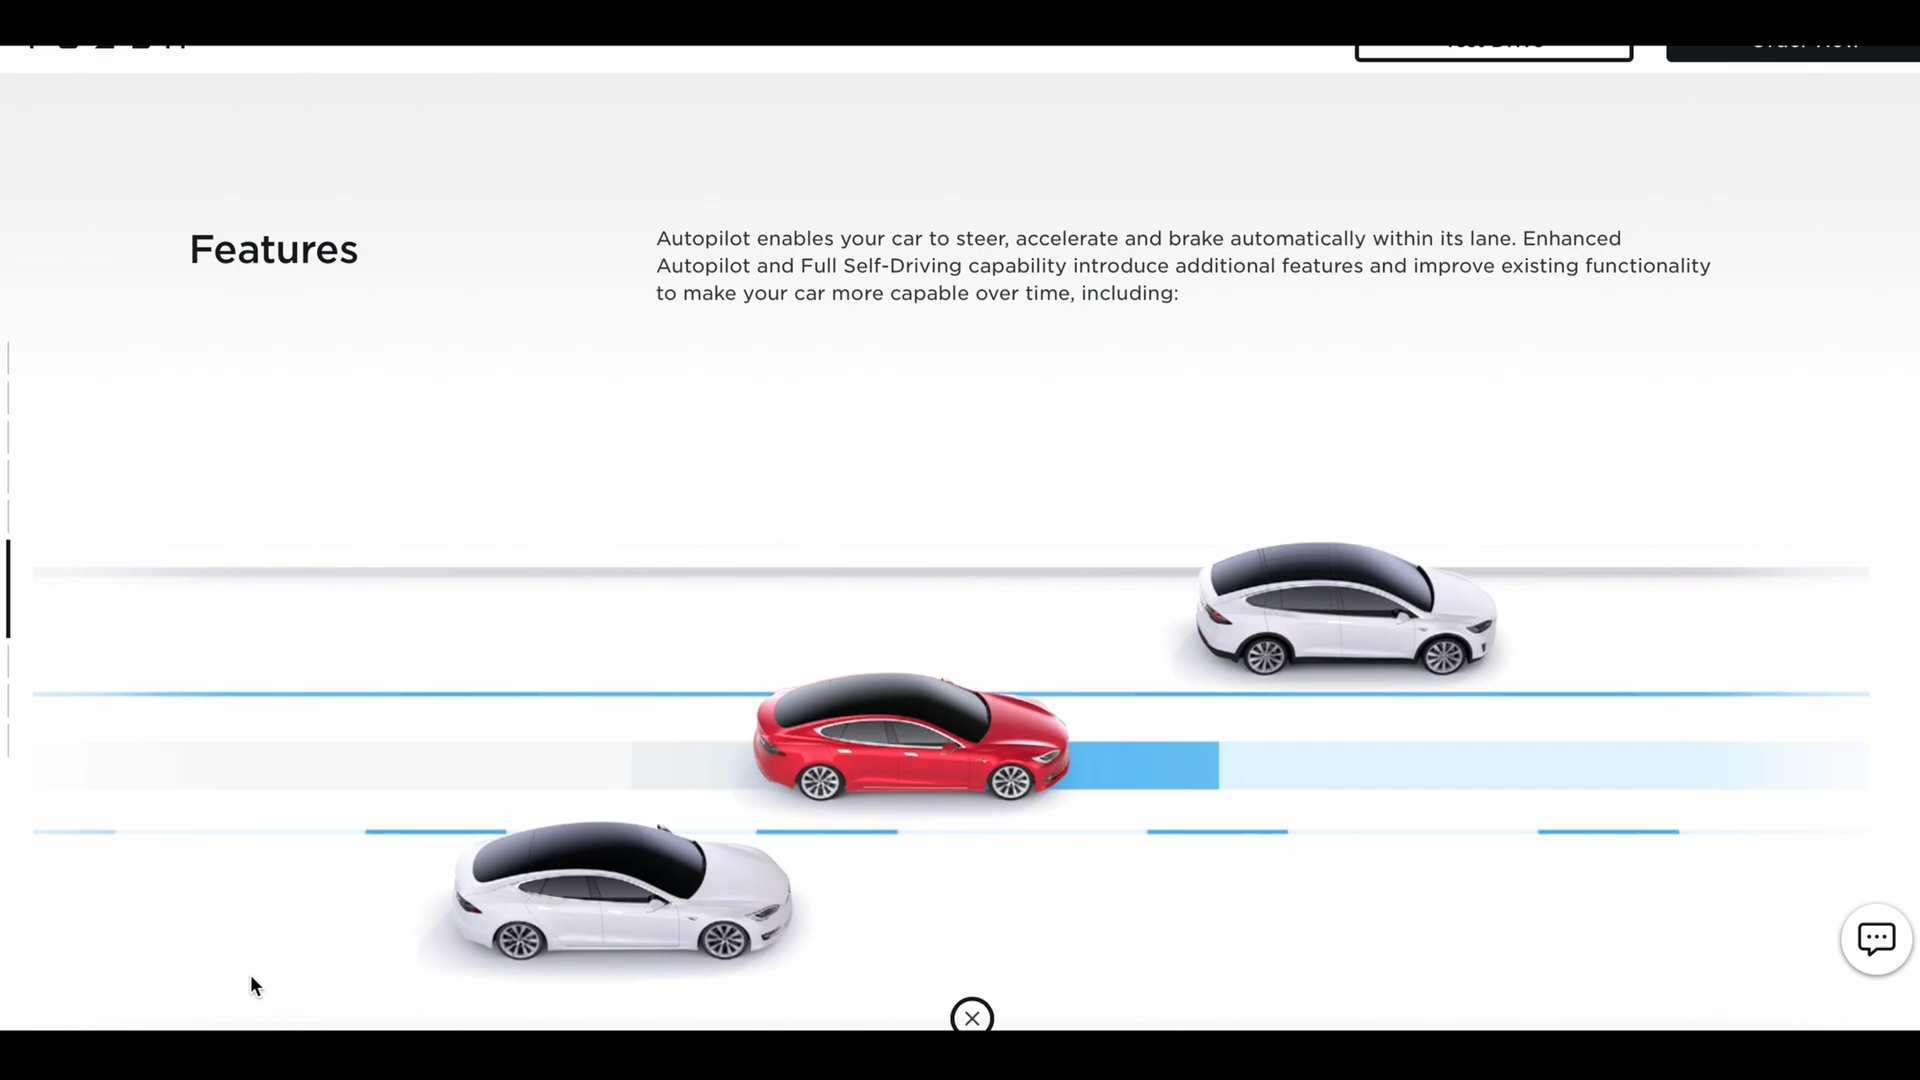 Features
Autopilot enables your car to steer, accelerate and brake automatically within its lane. Enhanced
Autopilot and Full Self-Driving capability introduce additional features and improve existing functionality
to make your car more capable over time, including: